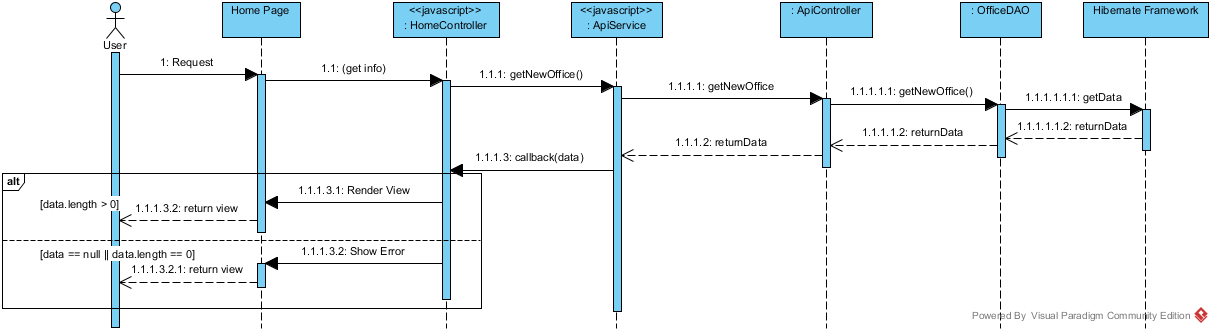 Home Page
<<javascript>>
: HomeController
<<javascript>>
: ApiService
: ApiController
: OfficeDAO
Hibernate Framework
User
1: Request
1.1: (get info)
1.1.1: getNewOffice()
1.1.1.1: getNewOffice
1.1.1.1.1: getNewOffice()
1.1.1.1.1.1: getData
1.1.1.1.1.2: returnData
1.1.1.1.2: returnData
1.1.1.2: returnData
1.1.1.3: callback(data)
alt
1.1.1.3.1: Render View
[data.length > 0]
1.1.1.3.2: return view
[data == null || data.length == 0]
1.1.1.3.2: Show Error
1.1.1.3.2.1: return view
Powered By Visual Paradigm Community Edition